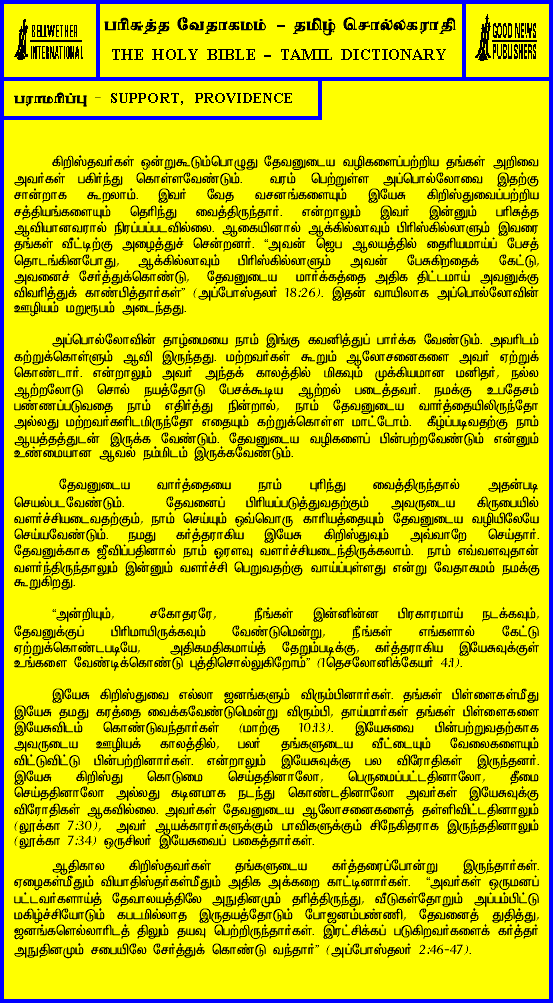 BELLWETHER
INTERNATIONAL
பரிசுத்த வேதாகமம் - தமிழ் சொல்லகராதி
THE HOLY BIBLE - TAMIL DICTIONARY
GOOD NEWS
PUBLISHERS
பராமரிப்பு - SUPPORT, PROVIDENCE
கிறிஸ்தவர்கள் ஒன்றுகூடும்பொழுது தேவனுடைய வழிகளைப்பற்றிய தங்கள் அறிவை
அவர்கள் பகிர்ந்து கொள்ளவேண்டும். வரம் பெற்றுள்ள அப்பொல்லோவை இதற்கு
சான்றாக கூறலாம். இவர் வேத வசனங்களையும் இயேசு கிறிஸ்துவைப்பற்றிய
சத்தியங்களையும் தெரிந்து வைத்திருந்தார். என்றாலும் இவர் இன்னும் பரிசுத்த
ஆவியானவரால் நிரப்பப்படவில்லை. ஆகையினால் ஆக்கில்லாவும் பிரிஸ்கில்லாளும் இவரை
தங்கள் வீட்டிற்கு அழைத்துச் சென்றனர். “அவன் ஜெப ஆலயத்தில் தைரியமாய்ப் பேசத்
தொடங்கினபோது, ஆக்கில்லாவும் பிரிஸ்கில்லாளும் அவன் பேசுகிறதைக் கேட்டு,
அவனைச் சேர்த்துக்கொண்டு, தேவனுடைய மார்க்கத்தை அதிக திட்டமாய் அவனுக்கு
விவரித்துக் காண்பித்தார்கள்” (அப்போஸ்தலர் 18:26). இதன் வாயிலாக அப்பொல்லோவின்
ஊழியம் மறுரூபம் அடைந்தது.
அப்பொல்லோவின் தாழ்மையை நாம் இங்கு கவனித்துப் பார்க்க வேண்டும். அவரிடம்
கற்றுக்கொள்ளும் ஆவி இருந்தது. மற்றவர்கள் கூறும் ஆலோசனைகளை அவர் ஏற்றுக்
கொண்டார். என்றாலும் அவர் அந்தக் காலத்தில் மிகவும் முக்கியமான மனிதர், நல்ல
ஆற்றலோடு சொல் நயத்தோடு பேசக்கூடிய ஆற்றல் படைத்தவர். நமக்கு உபதேசம்
பண்ணப்படுவதை நாம் எதிர்த்து நின்றால், நாம் தேவனுடைய வார்த்தையிலிருந்தோ
அல்லது மற்றவர்களிடமிருந்தோ எதையும் கற்றுக்கொள்ள மாட்டோம். கீழ்ப்படிவதற்கு நாம்
ஆயத்தத்துடன் இருக்க வேண்டும். தேவனுடைய வழிகளைப் பின்பற்றவேண்டும் என்னும்
உண்மையான ஆவல் நம்மிடம் இருக்கவேண்டும்.
தேவனுடைய வார்த்தையை நாம் புரிந்து வைத்திருந்தால் அதன்படி
செயல்படவேண்டும். தேவனைப் பிரியப்படுத்துவதற்கும் அவருடைய கிருபையில்
வளர்ச்சியடைவதற்கும், நாம் செய்யும் ஒவ்வொரு காரியத்தையும் தேவனுடைய வழியிலேயே
செய்யவேண்டும். நமது கர்த்தராகிய இயேசு கிறிஸ்துவும் அவ்வாறே செய்தார்.
தேவனுக்காக ஜீவிப்பதினால் நாம் ஓரளவு வளர்ச்சியடைந்திருக்கலாம். நாம் எவ்வளவுதான்
வளர்ந்திருந்தாலும் இன்னும் வளர்ச்சி பெறுவதற்கு வாய்ப்புள்ளது என்று வேதாகமம் நமக்கு
கூறுகிறது.
“அன்றியும், சகோதரரே, நீங்கள் இன்னின்ன பிரகாரமாய் நடக்கவும்,
தேவனுக்குப் பிரியமாயிருக்கவும் வேண்டுமென்று, நீங்கள் எங்களால் கேட்டு
ஏற்றுக்கொண்டபடியே, அதிகமதிகமாய்த் தேறும்படிக்கு, கர்த்தராகிய இயேசுவுக்குள்
உங்களை வேண்டிக்கொண்டு புத்திசொல்லுகிறோம்” (1தெசலோனிக்கேயர் 4:1).
இயேசு கிறிஸ்துவை எல்லா ஜனங்களும் விரும்பினார்கள். தங்கள் பிள்ளைகள்மீது
இயேசு தமது கரத்தை வைக்கவேண்டுமென்று விரும்பி, தாய்மார்கள் தங்கள் பிள்ளைகளை
இயேசுவிடம் கொண்டுவந்தார்கள் (மாற்கு 10:13). இயேசுவை பின்பற்றுவதற்காக
அவருடைய ஊழியக் காலத்தில், பலர் தங்களுடைய வீட்டையும் வேலைகளையும்
விட்டுவிட்டு பின்பற்றினார்கள். என்றாலும் இயேசுவுக்கு பல விரோதிகள் இருந்தனர்.
இயேசு கிறிஸ்து கொடுமை செய்ததினாலோ, பெருமைப்பட்டதினாலோ, தீமை
செய்ததினாலோ அல்லது கடினமாக நடந்து கொண்டதினாலோ அவர்கள் இயேசுவுக்கு
விரோதிகள் ஆகவில்லை. அவர்கள் தேவனுடைய ஆலோசனைகளைத் தள்ளிவிட்டதினாலும்
(லூக்கா 7:30), அவர் ஆயக்காரர்களுக்கும் பாவிகளுக்கும் சிநேகிதராக இருந்ததினாலும்
(லூக்கா 7:34) ஒருசிலர் இயேசுவைப் பகைத்தார்கள்.
ஆதிகால கிறிஸ்தவர்கள் தங்களுடைய கர்த்தரைப்போன்று இருந்தார்கள்.
ஏழைகள்மீதும் வியாதிஸ்தர்கள்மீதும் அதிக அக்கறை காட்டினார்கள். “அவர்கள் ஒருமனப்
பட்டவர்களாய்த் தேவாலயத்திலே அநுதினமும் தரித்திருந்து, வீடுகள்தோறும் அப்பம்பிட்டு
மகிழ்ச்சியோடும் கபடமில்லாத இருதயத்தோடும் போஜனம்பண்ணி, தேவனைத் துதித்து,
ஜனங்களெல்லாரிடத் திலும் தயவு பெற்றிருந்தார்கள். இரட்சிக்கப் படுகிறவர்களைக் கர்த்தர்
அநுதினமும் சபையிலே சேர்த்துக் கொண்டு வந்தார்” (அப்போஸ்தலர் 2:46-47).